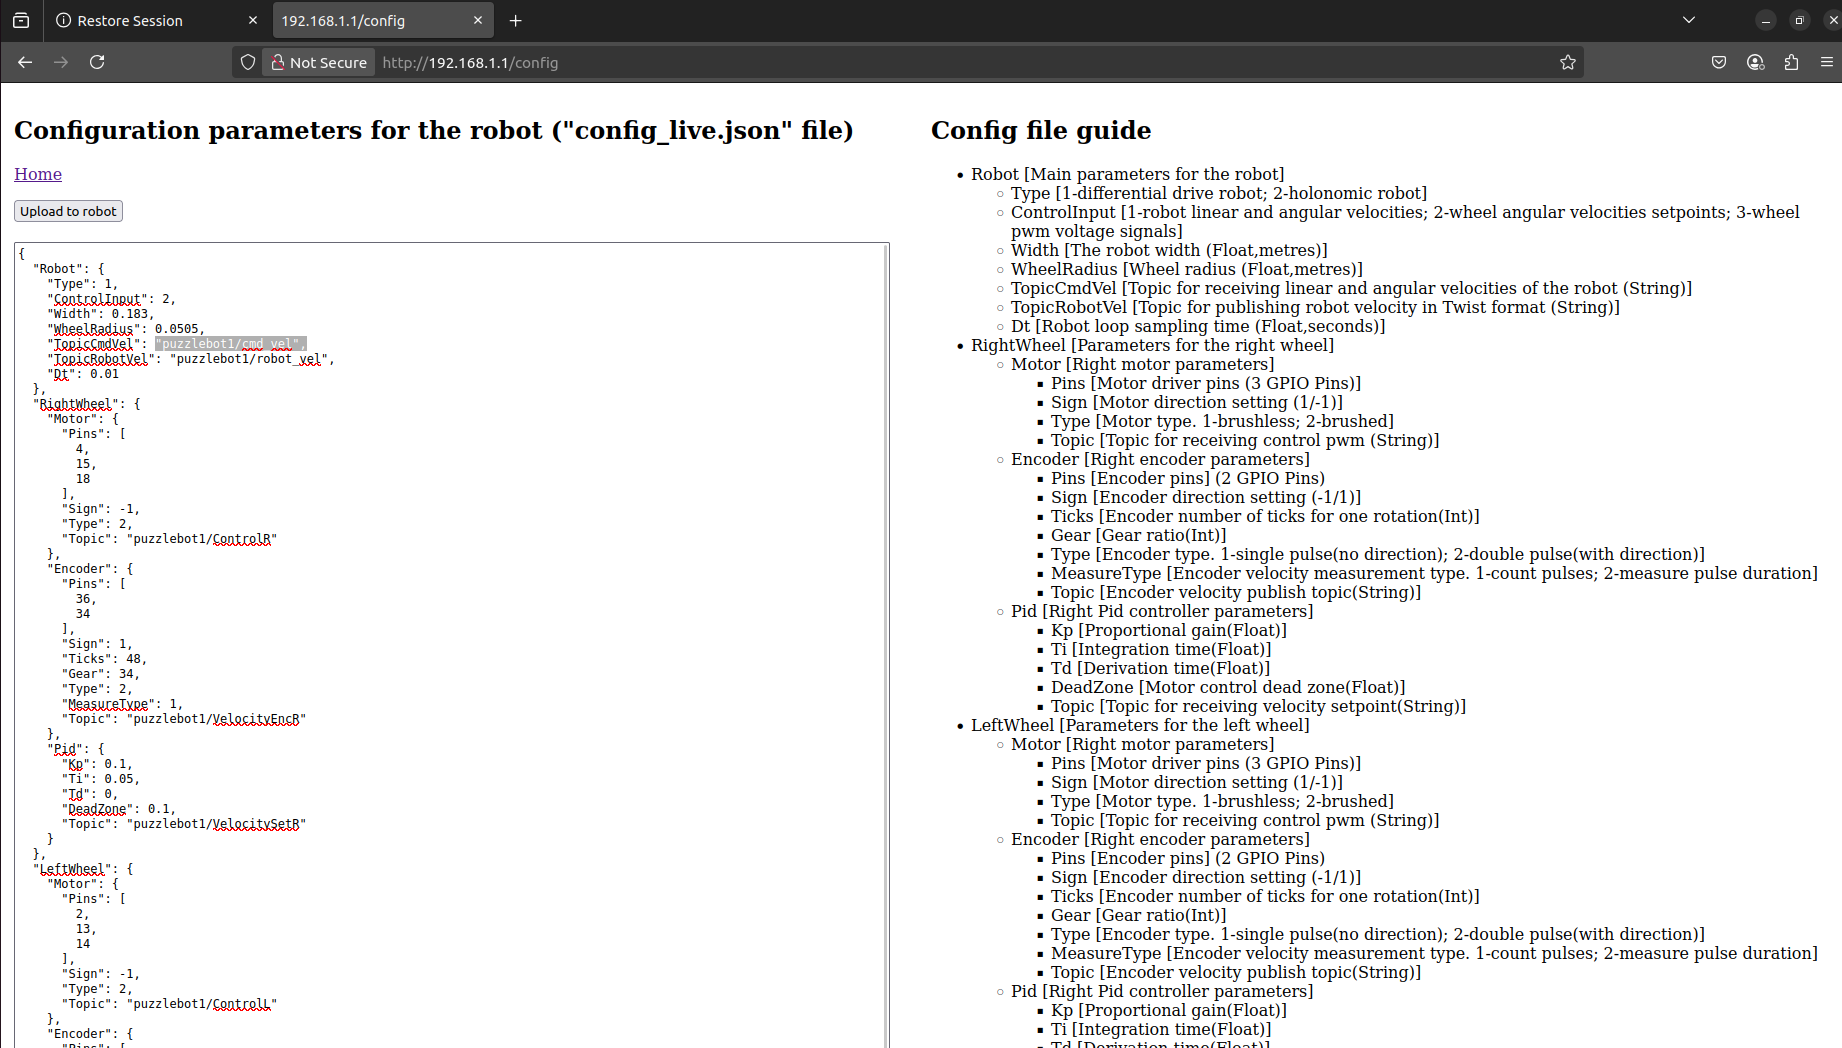 Restore Session
192.168.1.1/config
Not Secure
http://192.168.1.1/config
Configuration parameters for the robot ("config_live.json" file)
Home
Upload to robot
{
"Robot": {
"Type": 1,
"ControlInput": 2,
"Width": 0.183,
"WheelRadius": 0.0505,
"TopicCmdVel": "puzzlebot1/cmd_vel",
"TopicRobotVel": "puzzlebot1/robot_vel",
"Dt": 0.01
},
"RightWheel": {
"Motor": {
"Pins": [
4,
15,
18
],
"Sign": -1,
"Type": 2,
"Topic": "puzzlebot1/ControlR"
},
"Encoder": {
"Pins": [
36,
34
],
"Sign": 1,
"Ticks": 48,
"Gear": 34,
"Type": 2,
"MeasureType": 1,
"Topic": "puzzlebot1/VelocityEncR"
},
"Pid": {
"Kp": 0.1,
"Ti": 0.05,
"Td": 0,
"DeadZone": 0.1,
"Topic": "puzzlebot1/VelocitySetR"
}
},
"LeftWheel": {
"Motor": {
"Pins": [
2,
13,
14
],
"Sign": -1,
"Type": 2,
"Topic": "puzzlebot1/ControlL"
},
"Encoder": {
"Pins": [
Config file guide
Robot [Main parameters for the robot]
Type [1-differential drive robot; 2-holonomic robot]
ControlInput [1-robot linear and angular velocities; 2-wheel angular velocities setpoints; 3-wheel
pwm voltage signals]
Width [The robot width (Float,metres)]
WheelRadius [Wheel radius (Float,metres)]
TopicCmdVel [Topic for receiving linear and angular velocities of the robot (String)]
TopicRobotVel [Topic for publishing robot velocity in Twist format (String)]
Dt [Robot loop sampling time (Float,seconds)]
RightWheel [Parameters for the right wheel]
Motor [Right motor parameters]
Pins [Motor driver pins (3 GPIO Pins)]
Sign [Motor direction setting (1/-1)]
Type [Motor type. 1-brushless; 2-brushed]
Topic [Topic for receiving control pwm (String)]
Encoder [Right encoder parameters]
Pins [Encoder pins] (2 GPIO Pins)
Sign [Encoder direction setting (-1/1)]
Ticks [Encoder number of ticks for one rotation(Int)]
Gear [Gear ratio(Int)]
Type [Encoder type. 1-single pulse(no direction); 2-double pulse(with direction)]
MeasureType [Encoder velocity measurement type. 1-count pulses; 2-measure pulse duration]
Topic [Encoder velocity publish topic(String)]
Pid [Right Pid controller parameters]
Kp [Proportional gain(Float)]
Ti [Integration time(Float)]
Td [Derivation time(Float)]
DeadZone [Motor control dead zone(Float)]
Topic [Topic for receiving velocity setpoint(String)]
LeftWheel [Parameters for the left wheel]
Motor [Right motor parameters]
Pins [Motor driver pins (3 GPIO Pins)]
Sign [Motor direction setting (1/-1)]
Type [Motor type. 1-brushless; 2-brushed]
Topic [Topic for receiving control pwm (String)]
Encoder [Right encoder parameters]
Pins [Encoder pins] (2 GPIO Pins)
Sign [Encoder direction setting (-1/1)]
Ticks [Encoder number of ticks for one rotation(Int)]
Gear [Gear ratio(Int)]
Type [Encoder type. 1-single pulse(no direction); 2-double pulse(with direction)]
MeasureType [Encoder velocity measurement type. 1-count pulses; 2-measure pulse duration]
Topic [Encoder velocity publish topic(String)]
Pid [Right Pid controller parameters]
Kp [Proportional gain(Float)]
Ti [Integration time(Float)]
Td [Derivation time(Float)]